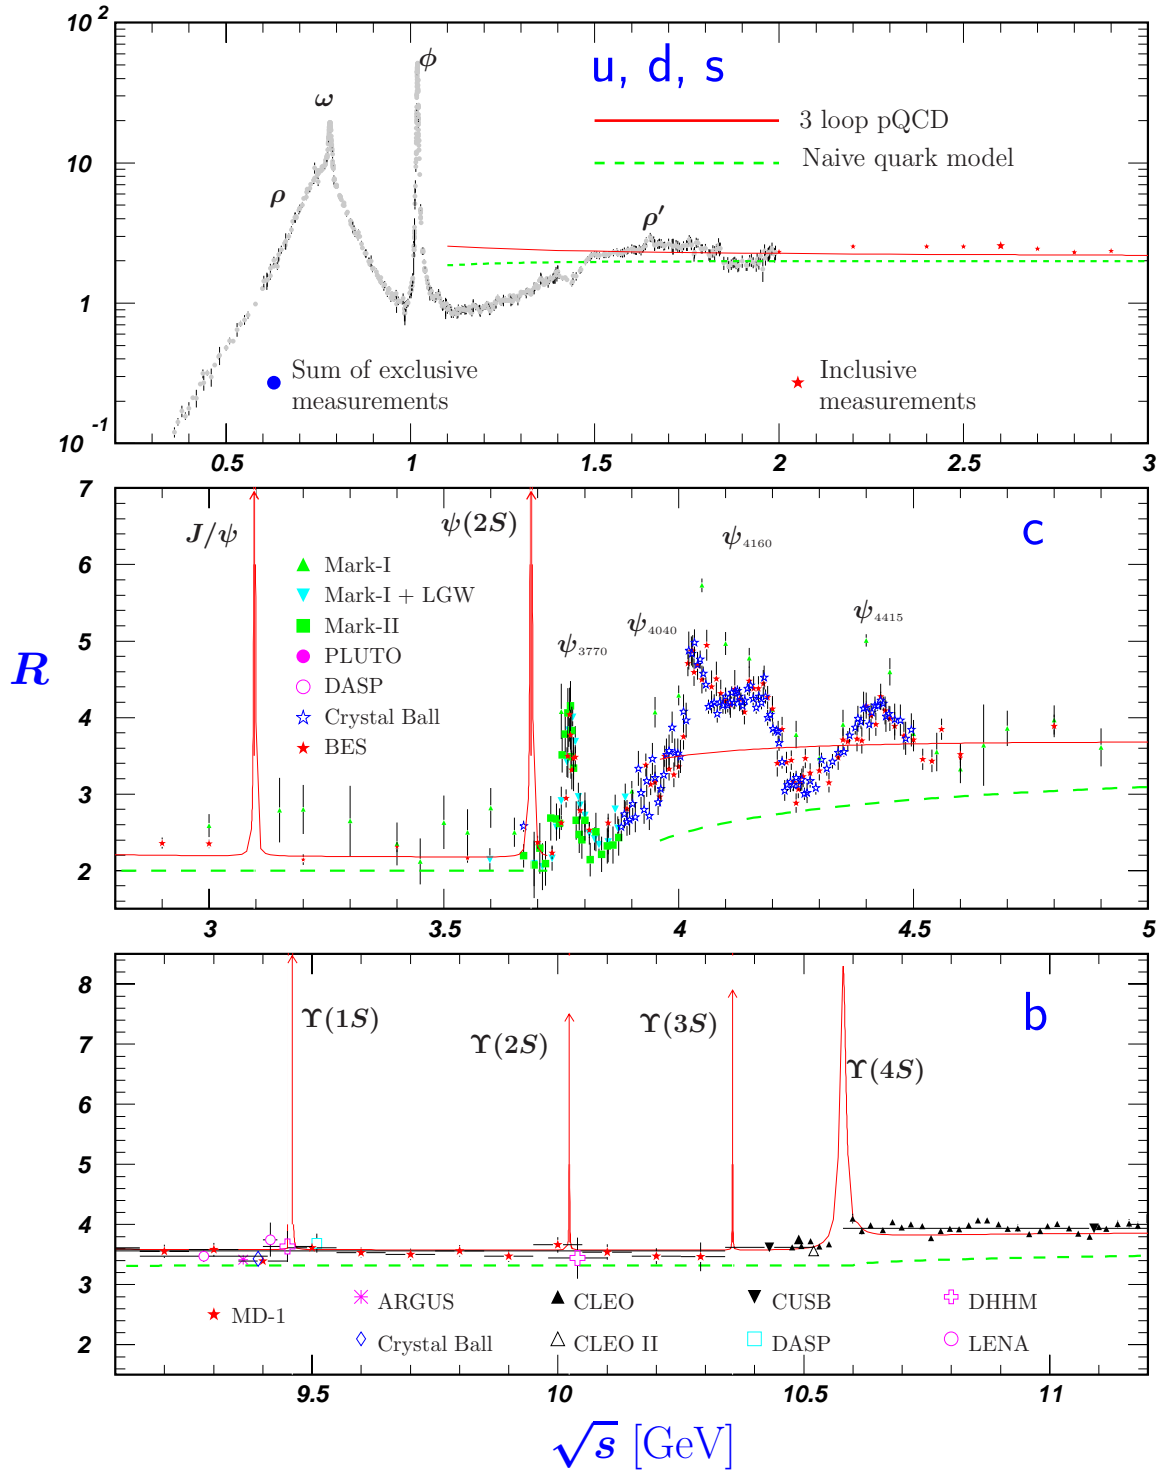 10 2
ϕ
u, d, s
ω
3 loop pQCD
10
Naive quark model
ρ
ρ′
1
Sum of exclusive
measurements
Inclusive
measurements
10 -1
0.5 1 1.5 2 2.5 3
7
J/ψ
ψ(2S)
c
ψ4160
6
Mark-I
Mark-I + LGW
Mark-II
PLUTO
DASP
Crystal Ball
BES
ψ3770
ψ4040
ψ4415
5
R
4
3
2
3 3.5 4 4.5 5
8
Υ(1S)
Υ(2S)
Υ(3S)
b
7
Υ(4S)
6
5
4
3
MD-1
ARGUS
CLEO
CUSB
DHHM
Crystal Ball
CLEO II
DASP
LENA
2
9.5 10 10.5 11
√s [GeV]